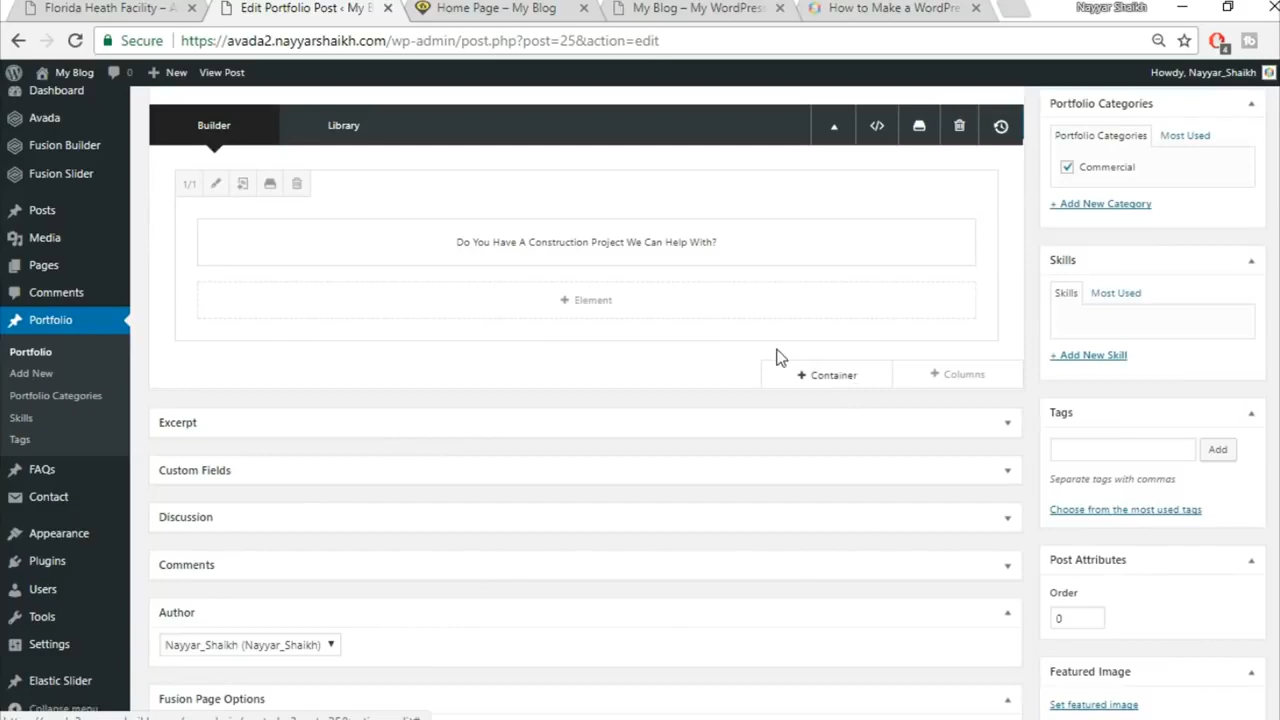 Florida Heath Facility – A
Edit Portfolio Post ‹ My B
Home Page – My Blog
My Blog – My WordPress
How to Make a WordPre
Nayyar Shaikh
Secure https://avada2.nayyarshaikh.com/wp-admin/post.php?post=25&action=edit
4
My Blog 0 + New View Post Howdy, Nayyar_Shaikh
Dashboard
Avada
Fusion Builder
Fusion Slider
Posts
Media
Pages
Comments
Portfolio
Portfolio
Add New
Portfolio Categories
Skills
Tags
FAQs
Contact
Appearance
Plugins
Users
Tools
Settings
Elastic Slider
Collapse menu
Builder Library
1/1
Do You Have A Construction Project We Can Help With?
+ Element
+ Container + Columns
Excerpt
Custom Fields
Discussion
Comments
Author
Nayyar_Shaikh (Nayyar_Shaikh)
Fusion Page Options
Portfolio Categories
Portfolio Categories Most Used
Commercial
+ Add New Category
Skills
Skills Most Used
+ Add New Skill
Tags
Add
Separate tags with commas
Choose from the most used tags
Post Attributes
Order
0
Featured Image
Set featured image